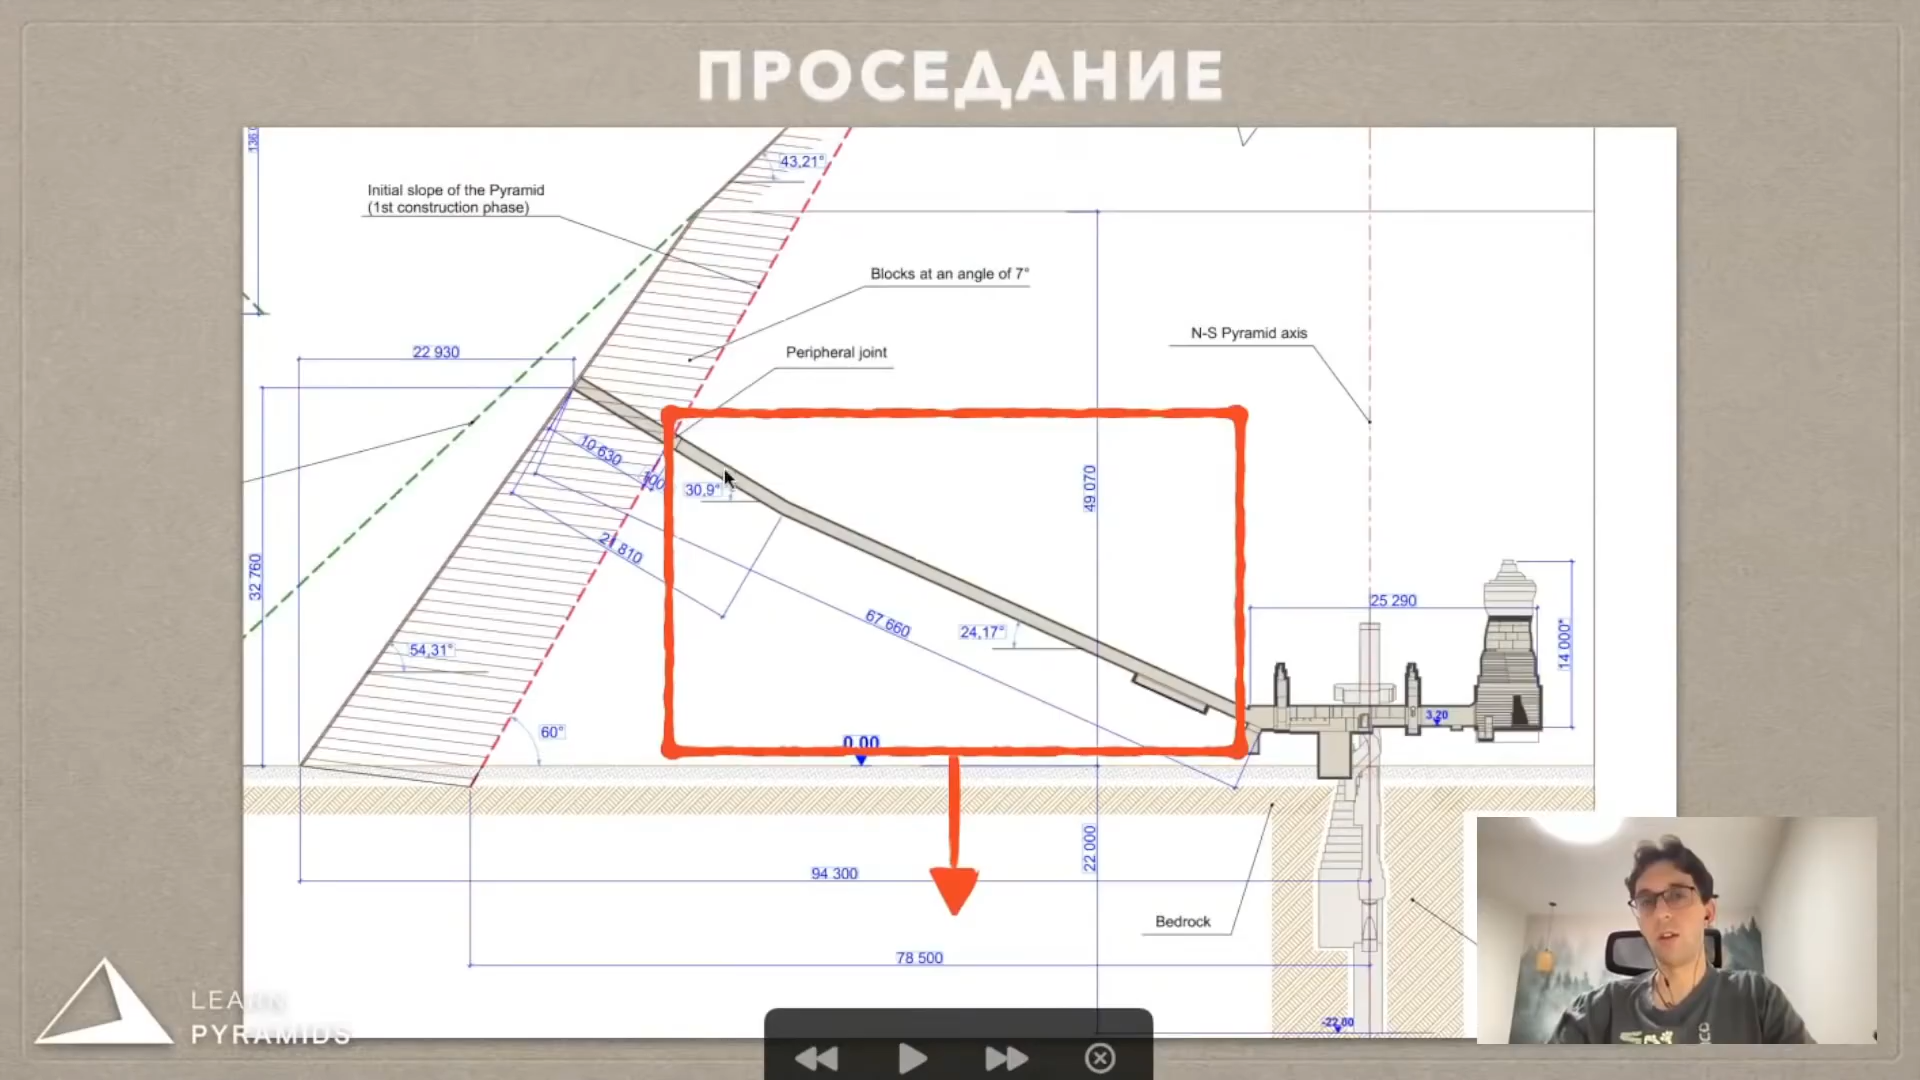 ПРОСЕДАНИЕ
43,21°
Initial slope of the Pyramid
(1st construction phase)
Blocks at an angle of 7°
N-S Pyramid axis
22 930
Peripheral joint
10 630
100
30,9°
49 070
21 810
32 760
67 660
24,17°
25 290
14 000*
54,31°
60°
3,20
0,00
22 000
94 300
Bedrock
78 500
-22,00
LEARN
PYRAMIDS